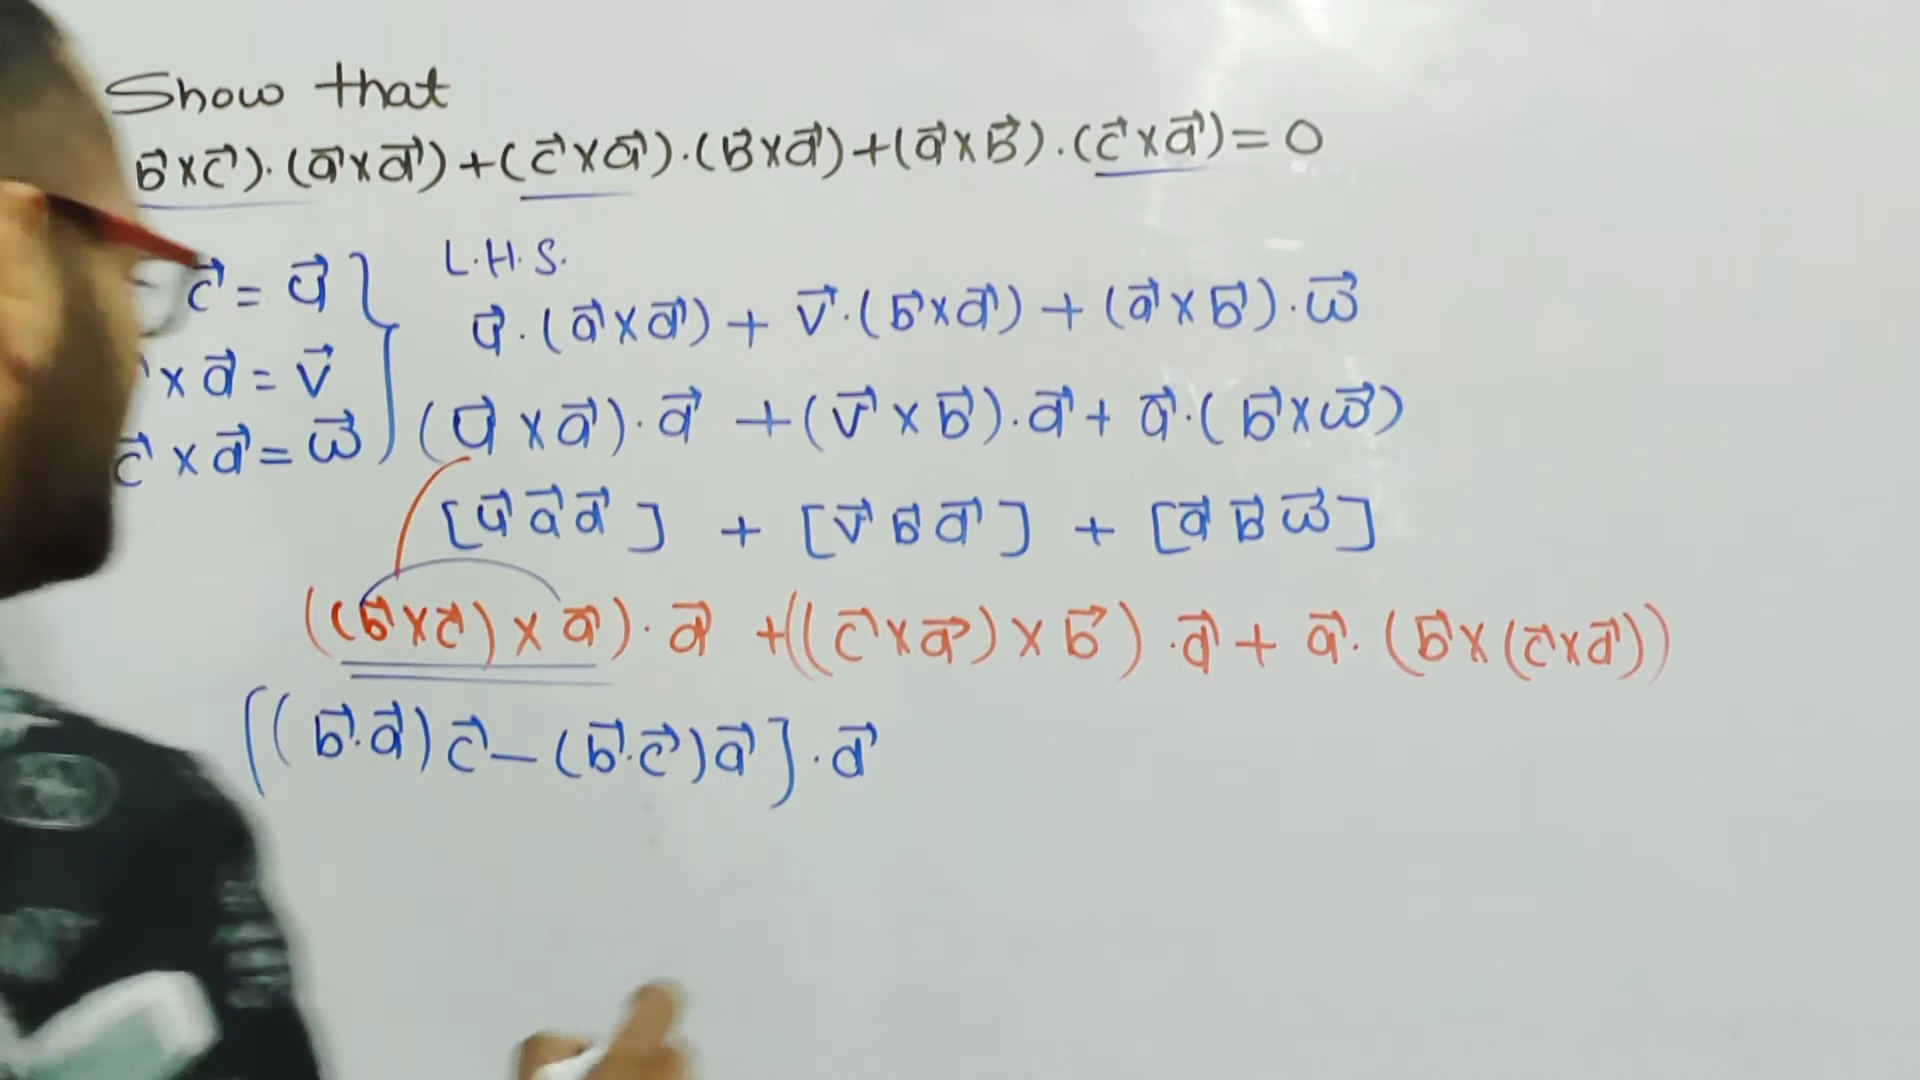 Show that
b⃗×c⃗).(a⃗×d⃗)+(c⃗×a⃗).(b⃗×d⃗)+(a⃗×b⃗).(c⃗×d⃗)=0
L.H.S.
c⃗ = u⃗ }
u⃗.(a⃗×d⃗)+v⃗.(b⃗×d⃗)+(a⃗×b⃗).w⃗
×a⃗=v⃗
(u⃗×a⃗).d⃗+(v⃗×b⃗).d⃗+a⃗.(b⃗×w⃗)
c⃗×d⃗=w⃗
[u⃗ a⃗ d⃗]+[v⃗ b⃗ d⃗]+[a⃗ b⃗ w⃗]
((b⃗×c⃗)×a⃗).d⃗+((c⃗×a⃗)×b⃗).d⃗+a⃗.(b⃗×(c⃗×d⃗))
[(b⃗.a⃗)c⃗-(b⃗.c⃗)a⃗].d⃗